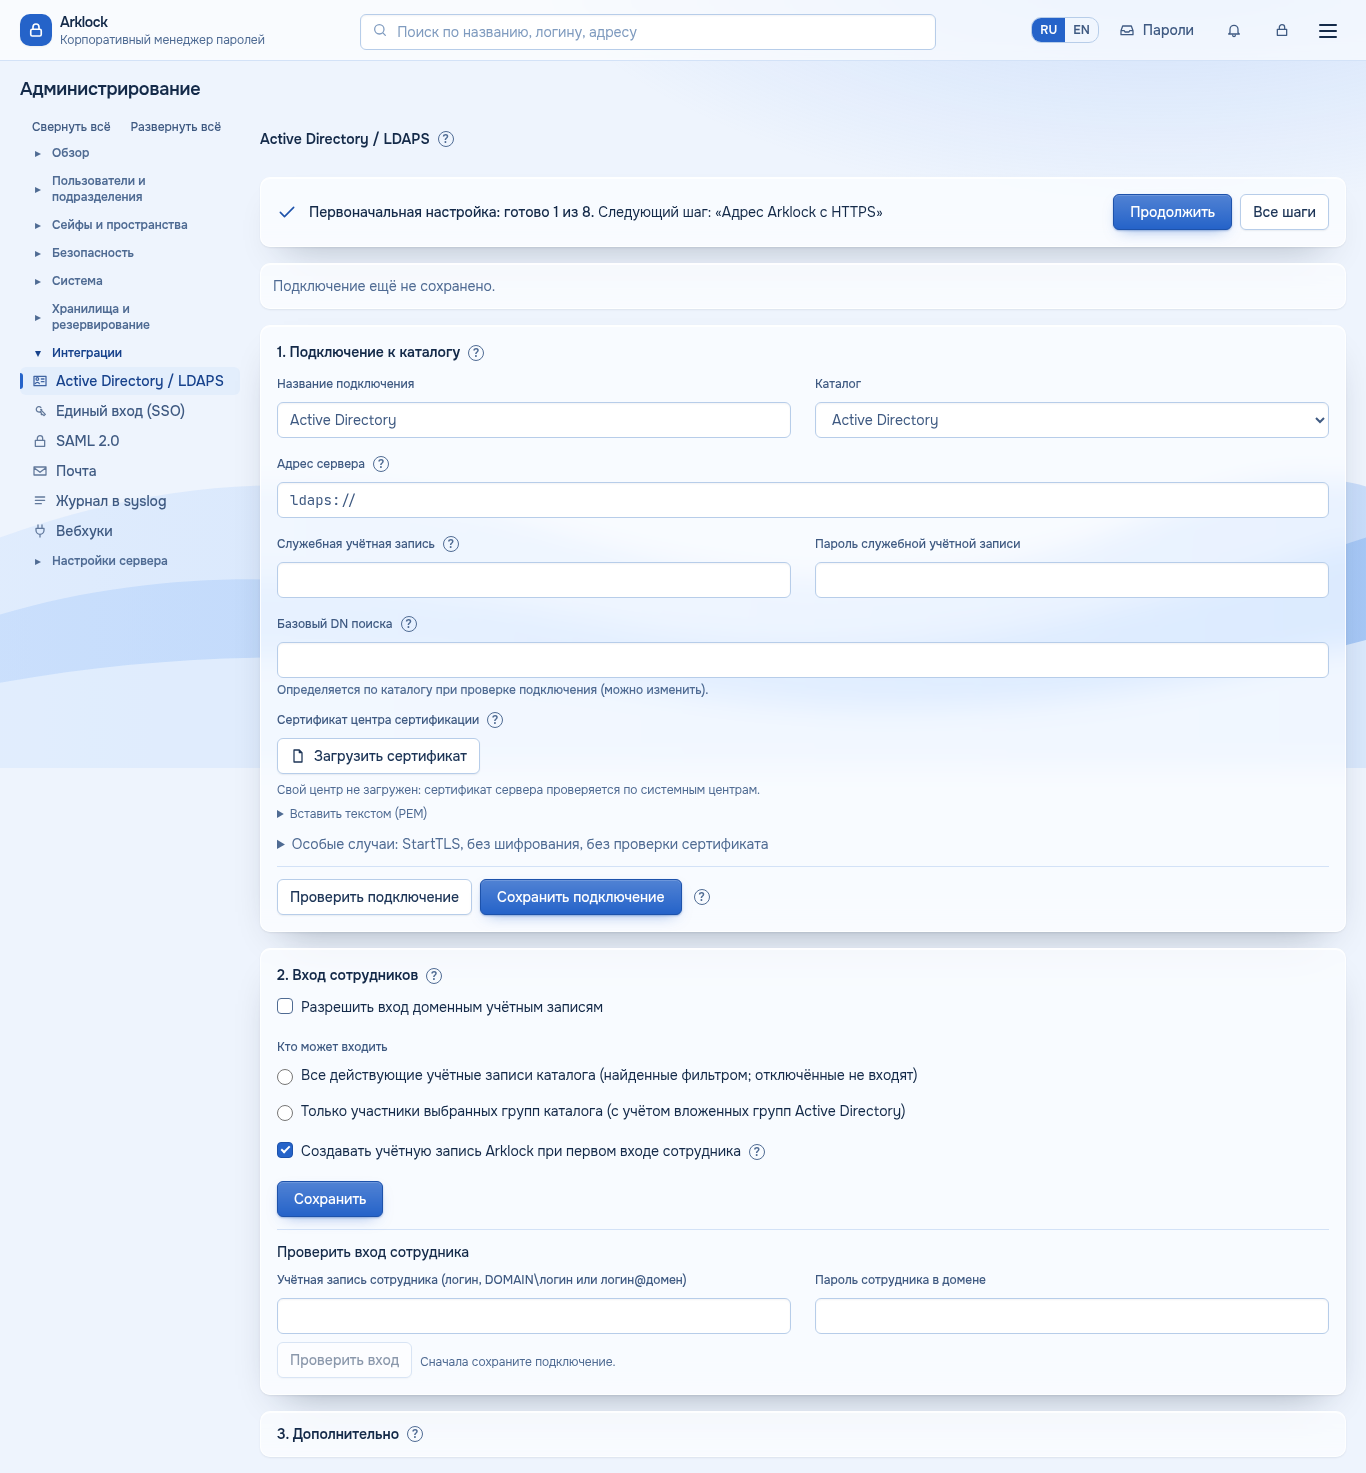 Arklock
Корпоративный менеджер паролей
Поиск по названию, логину, адресу
RU EN
Пароли
Администрирование
Свернуть всё Развернуть всё
Обзор
Пользователи и
подразделения
Сейфы и пространства
Безопасность
Система
Хранилища и
резервирование
Интеграции
Active Directory / LDAPS
Единый вход (SSO)
SAML 2.0
Почта
Журнал в syslog
Вебхуки
Настройки сервера
Active Directory / LDAPS ?
Первоначальная настройка: готово 1 из 8. Следующий шаг: «Адрес Arklock с HTTPS»
Продолжить
Все шаги
Подключение ещё не сохранено.
1. Подключение к каталогу ?
Название подключения
Каталог
Active Directory
Active Directory
Адрес сервера ?
ldaps://
Служебная учётная запись ?
Пароль служебной учётной записи
Базовый DN поиска ?
Определяется по каталогу при проверке подключения (можно изменить).
Сертификат центра сертификации ?
Загрузить сертификат
Свой центр не загружен: сертификат сервера проверяется по системным центрам.
Вставить текстом (PEM)
Особые случаи: StartTLS, без шифрования, без проверки сертификата
Проверить подключение
Сохранить подключение
?
2. Вход сотрудников ?
Разрешить вход доменным учётным записям
Кто может входить
Все действующие учётные записи каталога (найденные фильтром; отключённые не входят)
Только участники выбранных групп каталога (с учётом вложенных групп Active Directory)
Создавать учётную запись Arklock при первом входе сотрудника ?
Сохранить
Проверить вход сотрудника
Учётная запись сотрудника (логин, DOMAIN\логин или логин@домен)
Пароль сотрудника в домене
Проверить вход
Сначала сохраните подключение.
3. Дополнительно ?